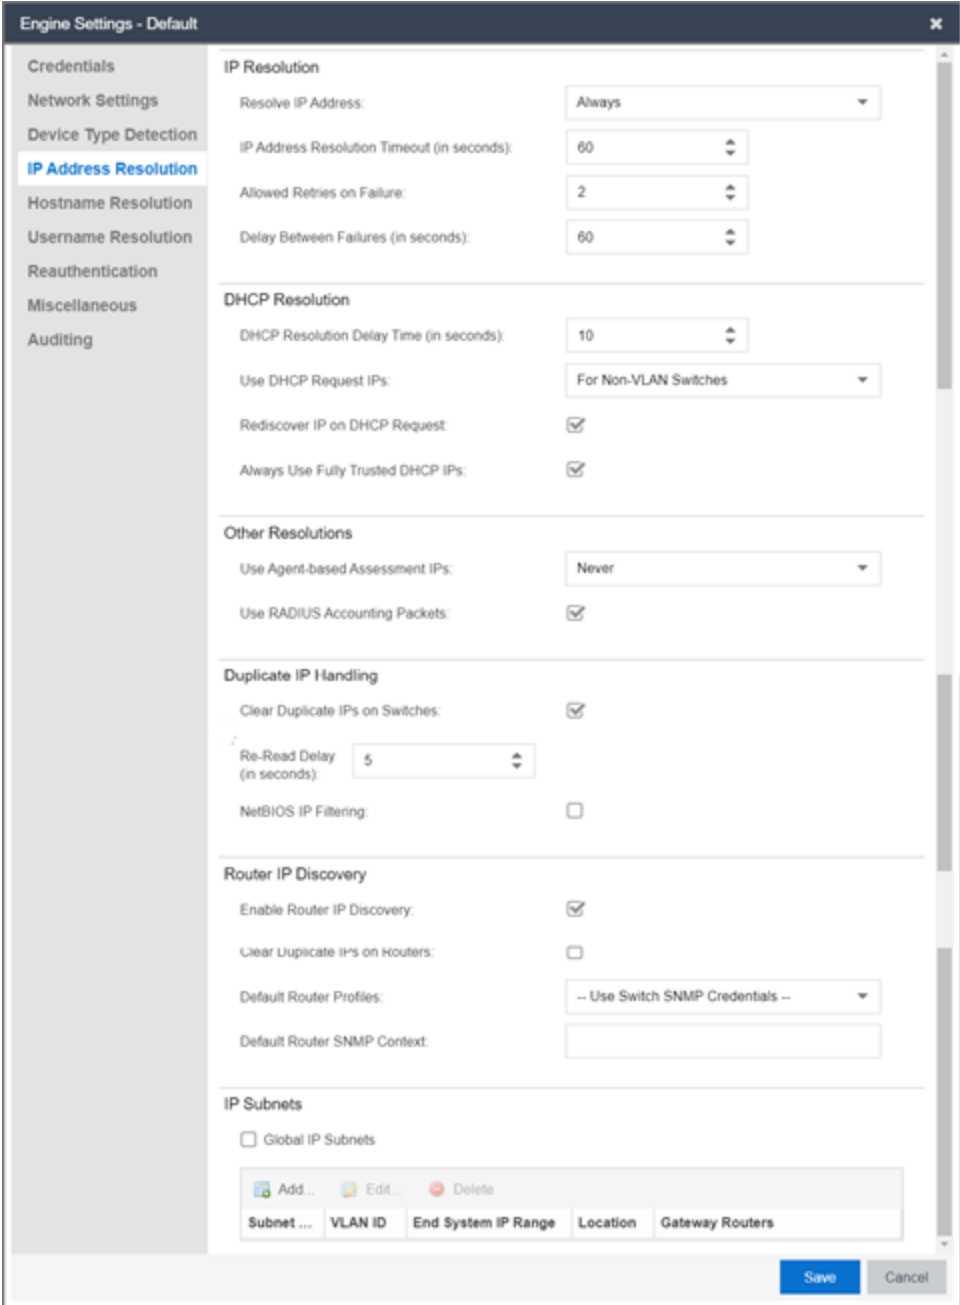 Engine Settings - Default
Credentials
Network Settings
Device Type Detection
IP Address Resolution
Hostname Resolution
Username Resolution
Reauthentication
Miscellaneous
Auditing
IP Resolution
Resolve IP Address: Always
IP Address Resolution Timeout (in seconds): 60
Allowed Retries on Failure: 2
Delay Between Failures (in seconds): 60
DHCP Resolution
DHCP Resolution Delay Time (in seconds): 10
Use DHCP Request IPs: For Non-VLAN Switches
Rediscover IP on DHCP Request:
Always Use Fully Trusted DHCP IPs:
Other Resolutions
Use Agent-based Assessment IPs: Never
Use RADIUS Accounting Packets:
Duplicate IP Handling
Clear Duplicate IPs on Switches:
Re-Read Delay
(in seconds): 5
NetBIOS IP Filtering:
Router IP Discovery
Enable Router IP Discovery:
Clear Duplicate IPs on Routers:
Default Router Profiles: -- Use Switch SNMP Credentials --
Default Router SNMP Context:
IP Subnets
Global IP Subnets
Add... Edit... Delete
Subnet ... VLAN ID End System IP Range Location Gateway Routers
Save Cancel